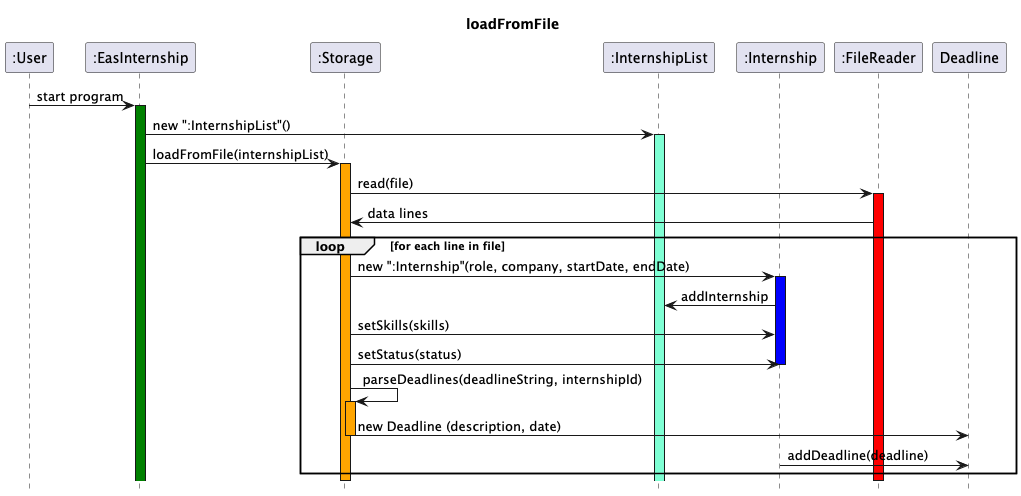 loadFromFile
:User
:EasInternship
:Storage
:InternshipList
:Internship
:FileReader
Deadline
start program
new ":InternshipList"()
loadFromFile(internshipList)
read(file)
data lines
loop [for each line in file]
new ":Internship"(role, company, startDate, endDate)
addInternship
setSkills(skills)
setStatus(status)
parseDeadlines(deadlineString, internshipId)
new Deadline (description, date)
addDeadline(deadline)